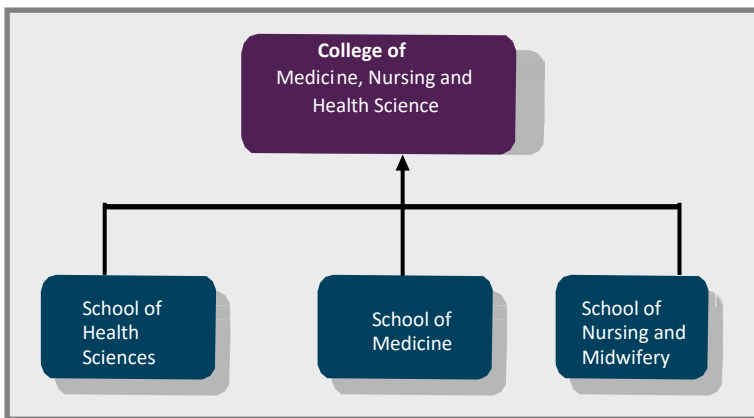 College of
Medicine, Nursing and
Health Science
School of
Health
Sciences
School of
Medicine
School of
Nursing and
Midwifery